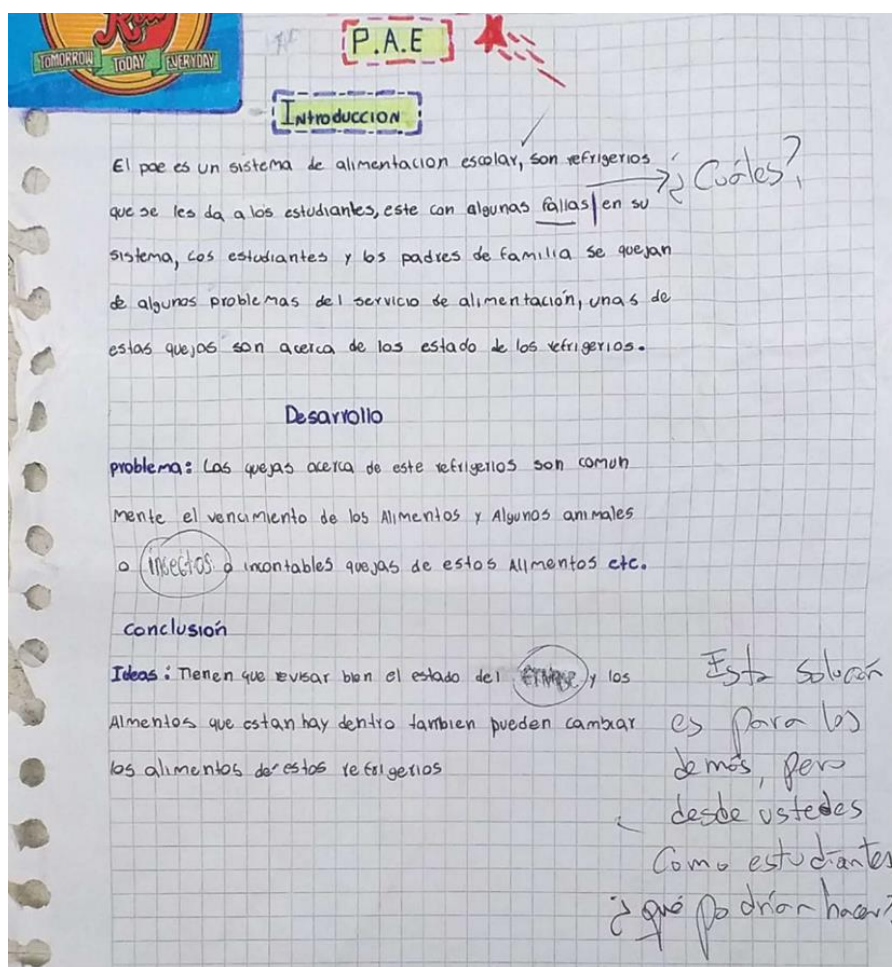 Row
TOMORROW TODAY EVERYDAY
P.A.E
Introduccion
El pae es un sistema de alimentacion escolar, son refrigerios
¿Cuáles?
que se les da a los estudiantes, este con algunas fallas en su
sistema, Los estudiantes y los padres de familia se quejan
de algunos problemas del servicio de alimentación, unas de
estas quejas son acerca de los estado de los refrigerios.
Desarrollo
problema: Las quejas acerca de este refrigerios son comun
mente el vencimiento de los Alimentos y Algunos animales
o insectos o incontables quejas de estos Alimentos etc.
Conclusión
Ideas: Tienen que revisar bien el estado del y los
Alimentos que estan hay dentro tambien pueden cambiar
los alimentos de estos refrigerios
Esta solución
es para los
demás, pero
desde ustedes
Como estudiantes
¿qué podrían hacer?